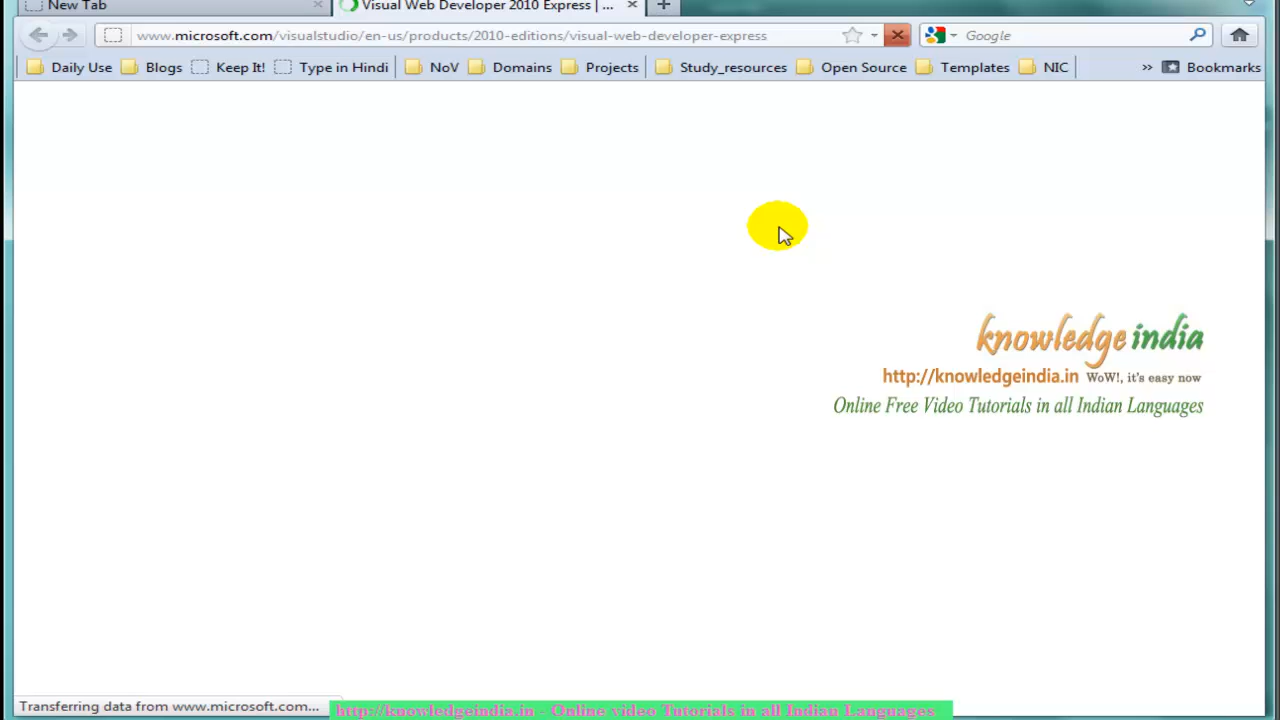 New Tab
Visual Web Developer 2010 Express | ...
www.microsoft.com/visualstudio/en-us/products/2010-editions/visual-web-developer-express
Google
Daily Use Blogs Keep It! Type in Hindi NoV Domains Projects Study_resources Open Source Templates NIC » Bookmarks
knowledge india
http://knowledgeindia.in WoW!, it's easy now
Online Free Video Tutorials in all Indian Languages
Transferring data from www.microsoft.com...
http://knowledgeindia.in - Online video Tutorials in all Indian Languages